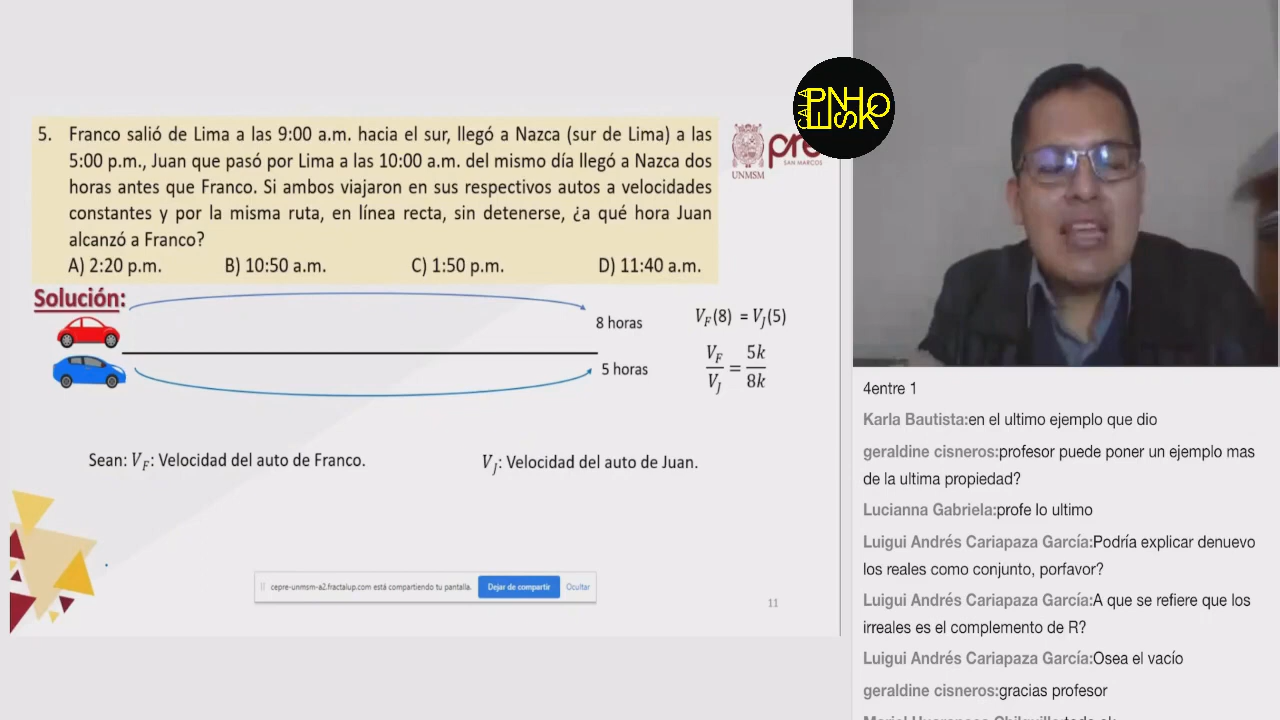 5. Franco salió de Lima a las 9:00 a.m. hacia el sur, llegó a Nazca (sur de Lima) a las
5:00 p.m., Juan que pasó por Lima a las 10:00 a.m. del mismo día llegó a Nazca dos
horas antes que Franco. Si ambos viajaron en sus respectivos autos a velocidades
constantes y por la misma ruta, en línea recta, sin detenerse, ¿a qué hora Juan
alcanzó a Franco?
A) 2:20 p.m. B) 10:50 a.m. C) 1:50 p.m. D) 11:40 a.m.
UNMSM
pre
SAN MARCOS
Solución:
8 horas
5 horas
V_F(8) = V_J(5)
V_F/V_J = 5k/8k
Sean: V_F: Velocidad del auto de Franco.
V_J: Velocidad del auto de Juan.
cepre-unmsm-a2.fractalup.com está compartiendo tu pantalla. Dejar de compartir Ocultar
11
4entre 1
Karla Bautista:en el ultimo ejemplo que dio
geraldine cisneros:profesor puede poner un ejemplo mas
de la ultima propiedad?
Lucianna Gabriela:profe lo ultimo
Luigui Andrés Cariapaza García:Podría explicar denuevo
los reales como conjunto, porfavor?
Luigui Andrés Cariapaza García:A que se refiere que los
irreales es el complemento de R?
Luigui Andrés Cariapaza García:Osea el vacío
geraldine cisneros:gracias profesor